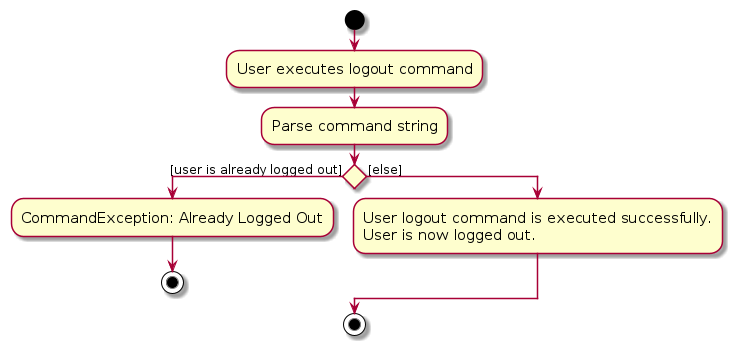 User executes logout command
Parse command string
[user is already logged out]
[else]
CommandException: Already Logged Out
User logout command is executed successfully.
User is now logged out.